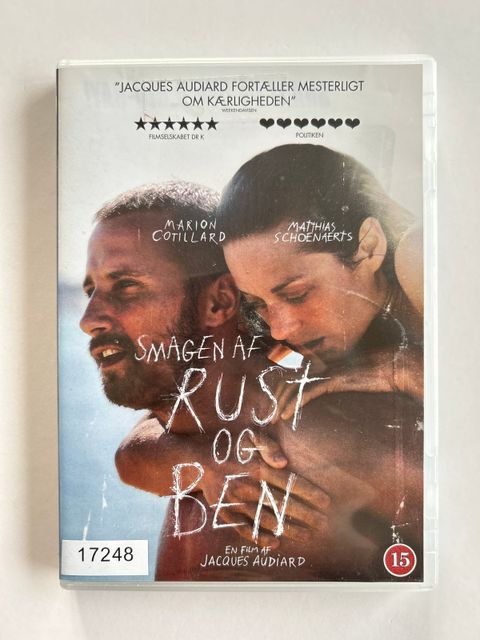 "JACQUES AUDIARD FORTÆLLER MESTERLIGT
OM KÆRLIGHEDEN"
WEEKENDAVISEN
FILMSELSKABET DR K
POLITIKEN
MARION
COTILLARD
MATTHIAS
SCHOENAERTS
SMAGEN AF
RUST
OG
BEN
EN FILM AF
JACQUES AUDIARD
17248
15